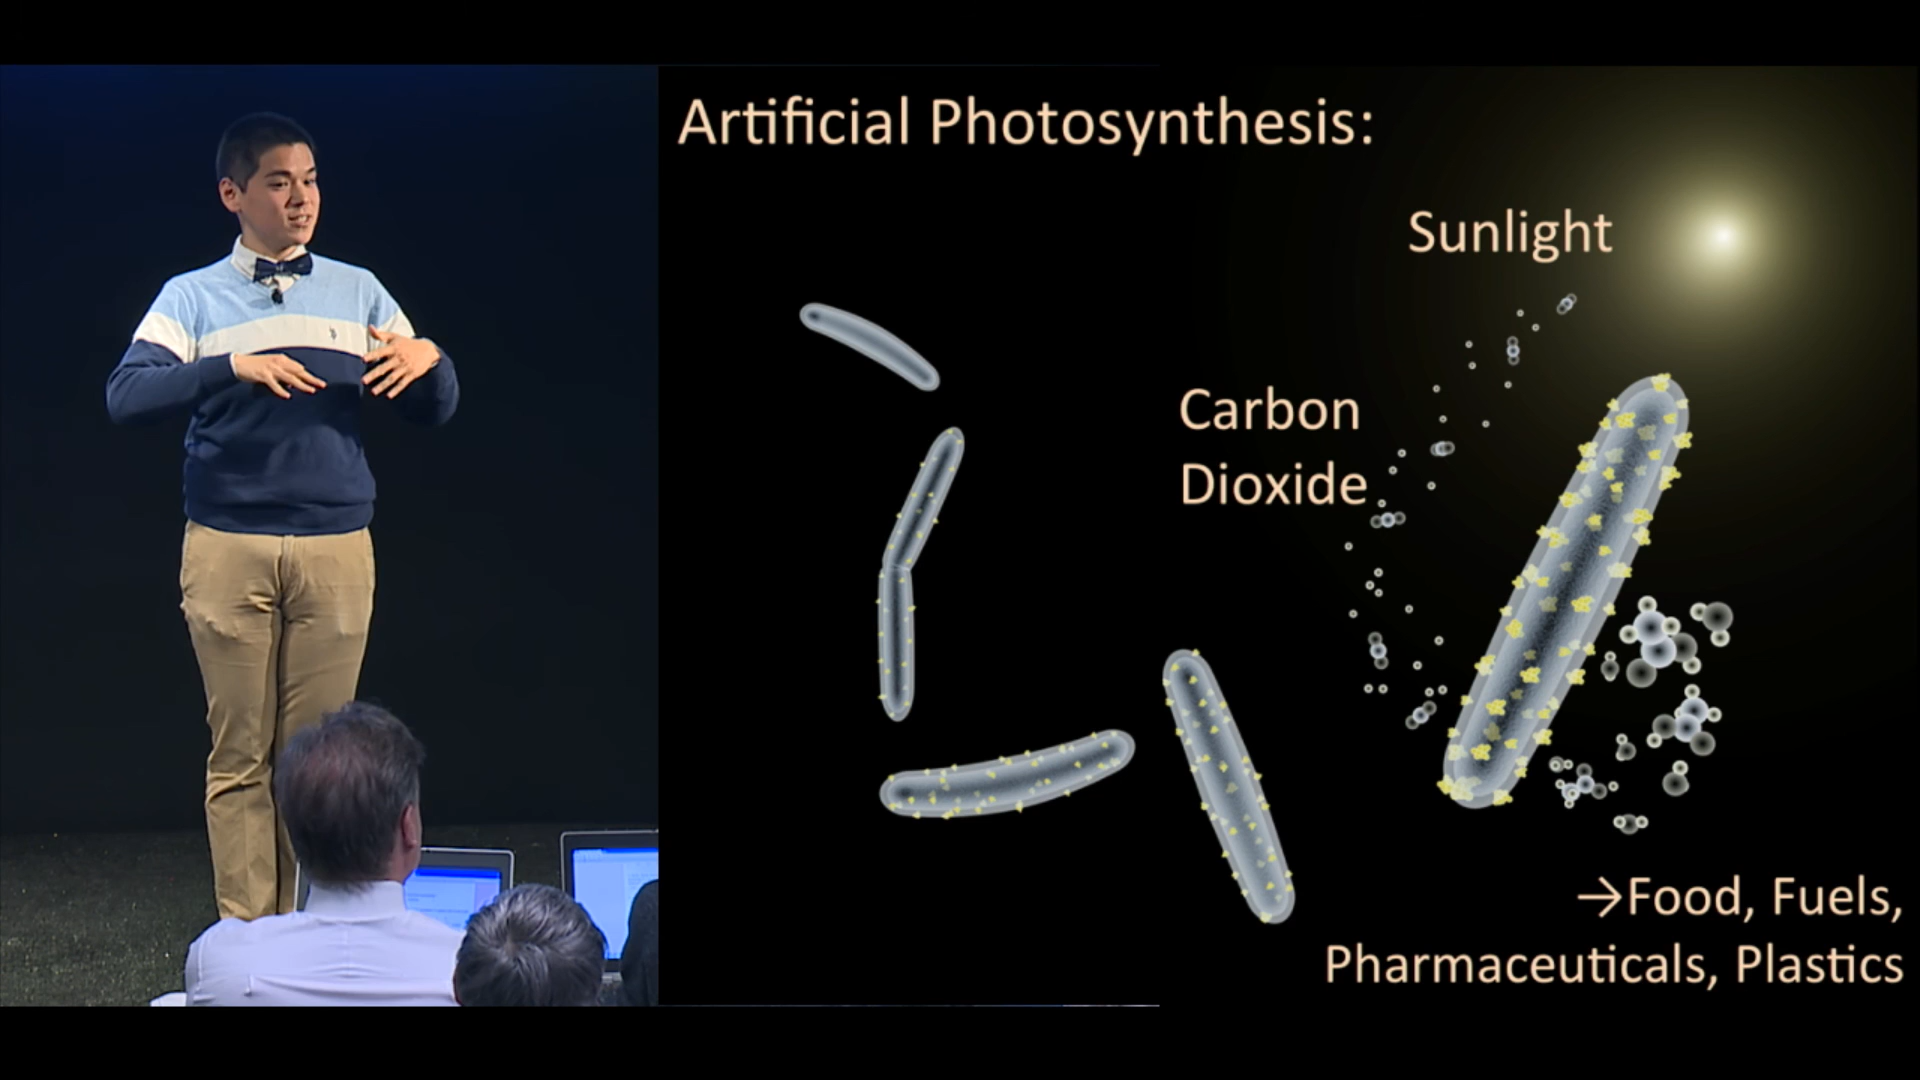 Artificial Photosynthesis:
Sunlight
Carbon
Dioxide
→Food, Fuels,
Pharmaceuticals, Plastics